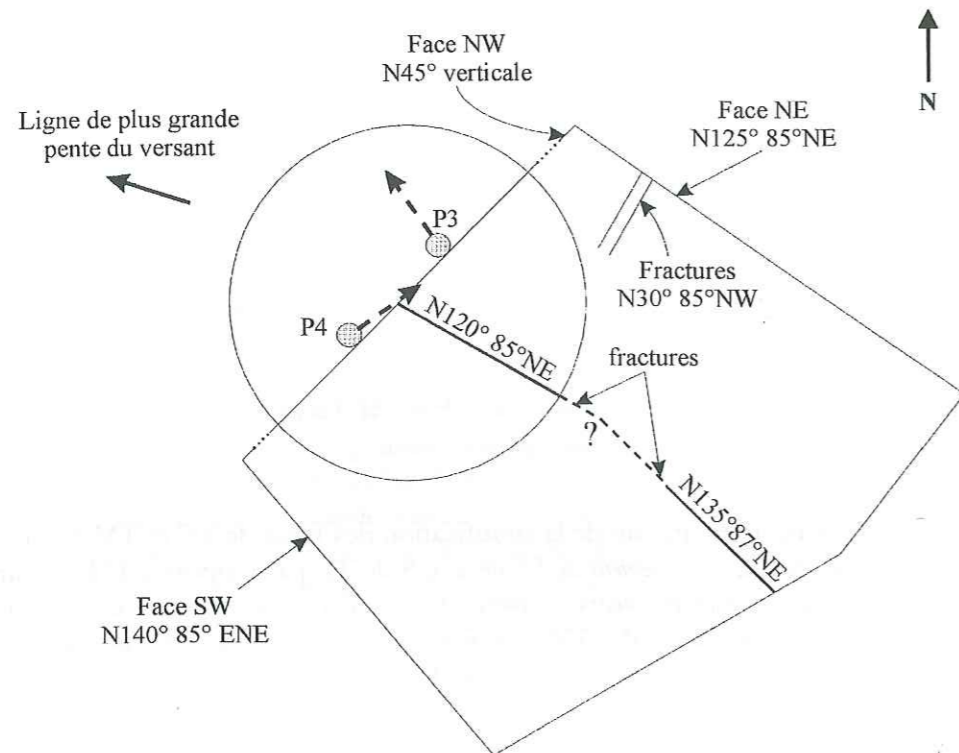 Face NW
N45° verticale
N
Ligne de plus grande
pente du versant
Face NE
N125° 85°NE
P3
Fractures
N30° 85°NW
P4
N120° 85°NE
fractures
?
N135°87°NE
Face SW
N140° 85° ENE